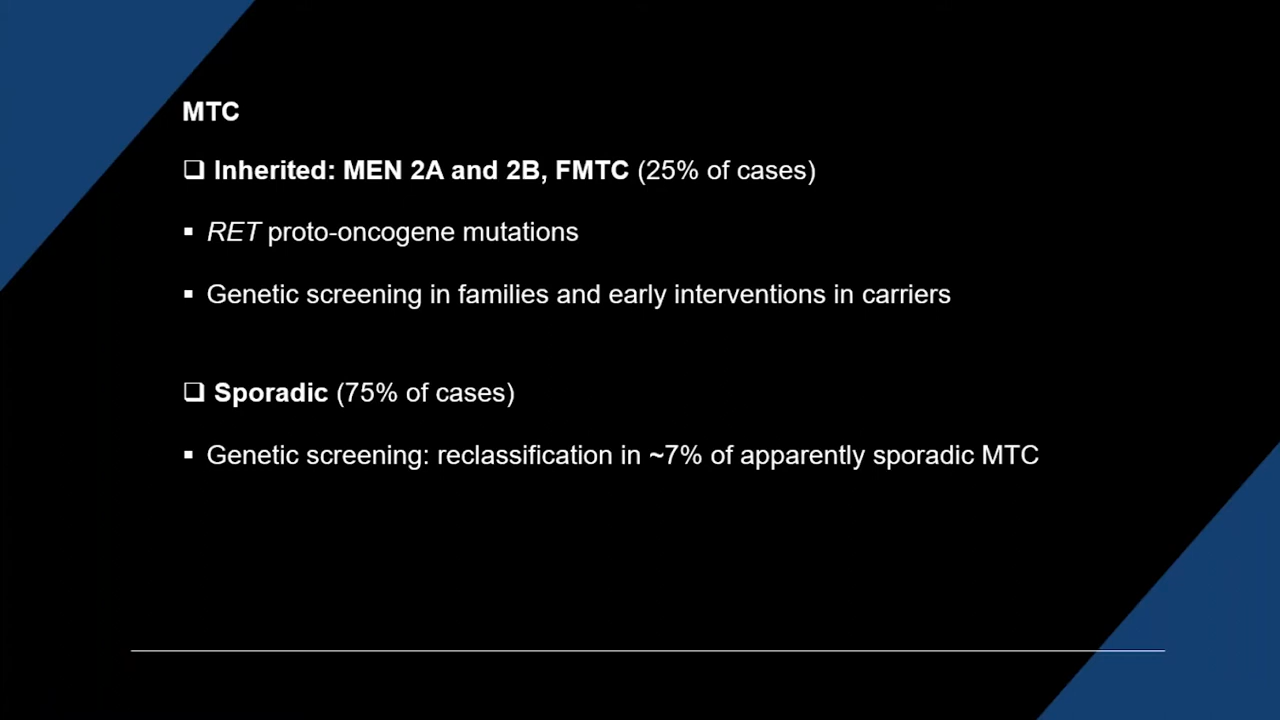 MTC
❑ Inherited: MEN 2A and 2B, FMTC (25% of cases)
▪ RET proto-oncogene mutations
▪ Genetic screening in families and early interventions in carriers
❑ Sporadic (75% of cases)
▪ Genetic screening: reclassification in ~7% of apparently sporadic MTC